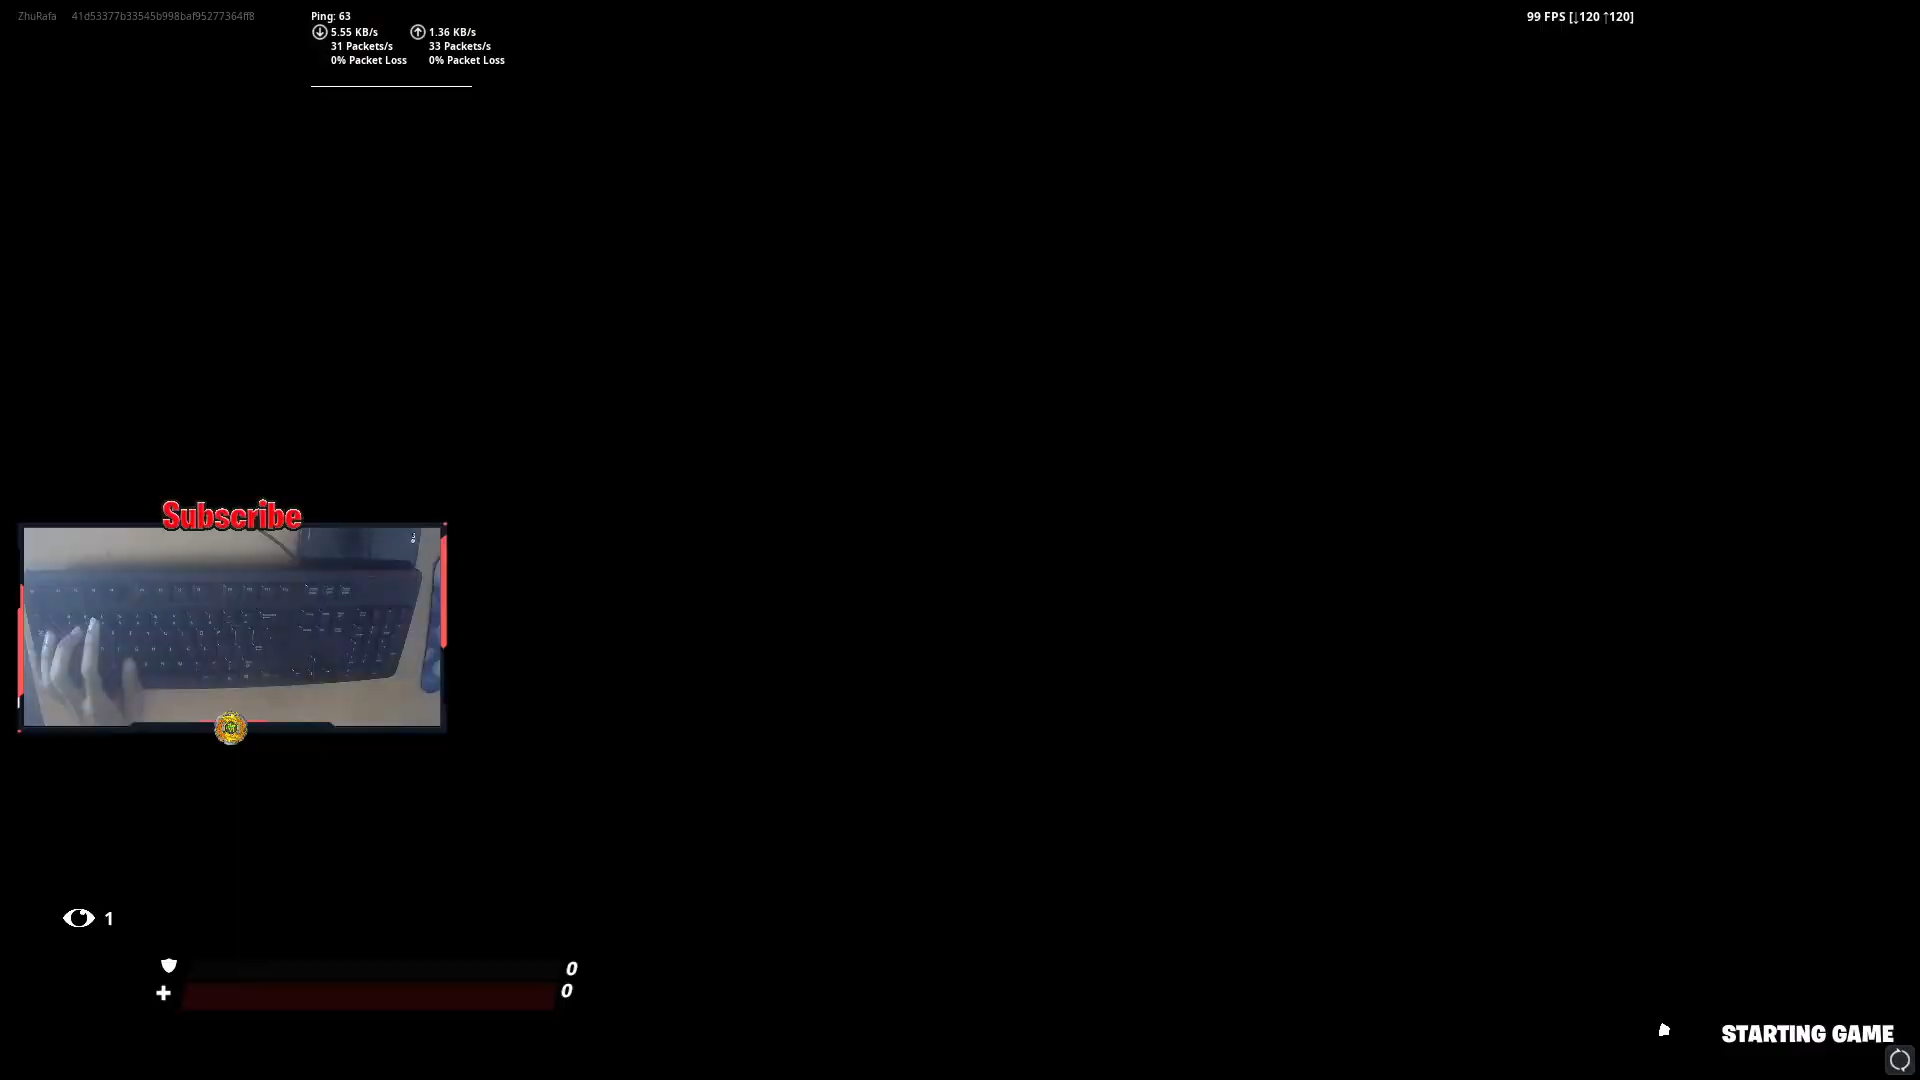 ZhuRafa 41d53377b33545b998baf95277364ff8
Ping: 63
5.55 KB/s 1.36 KB/s
31 Packets/s 33 Packets/s
0% Packet Loss 0% Packet Loss
99 FPS [↓120 ↑120]
Subscribe
1
0
0
STARTING GAME